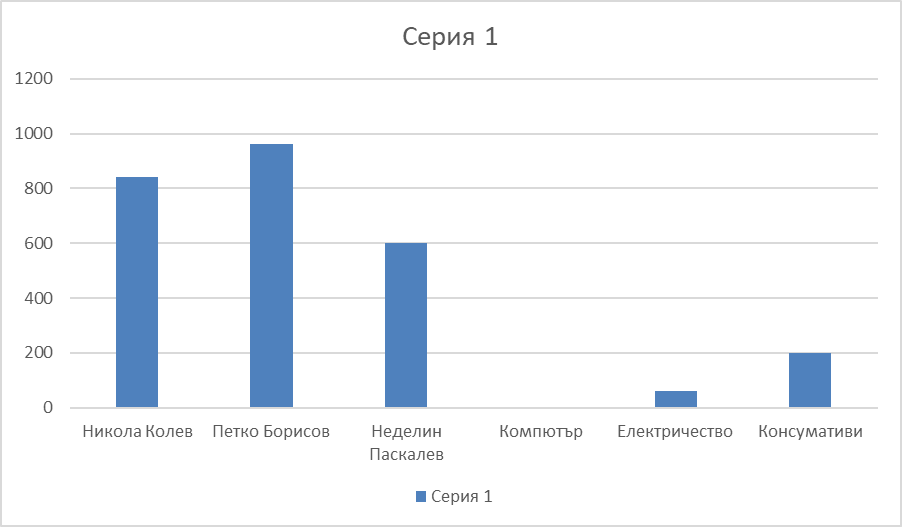 Серия 1
1200
1000
800
600
400
200
0
Никола Колев
Петко Борисов
Неделин
Паскалев
Компютър
Електричество
Консумативи
Серия 1